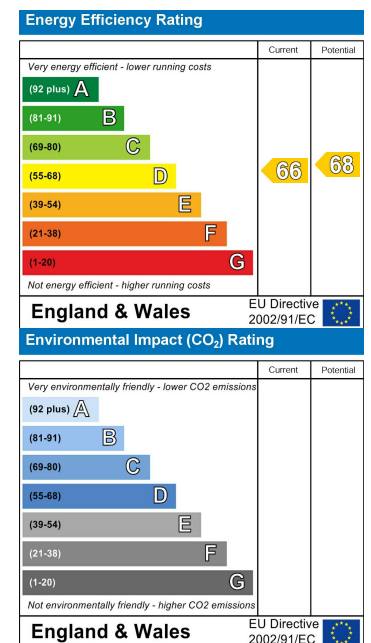 Energy Efficiency Rating
Current Potential
Very energy efficient - lower running costs
(92 plus) A
(81-91) B
(69-80) C
(55-68) D
66 68
(39-54) E
(21-38) F
(1-20) G
Not energy efficient - higher running costs
England & Wales
EU Directive
2002/91/EC
Environmental Impact (CO₂) Rating
Current Potential
Very environmentally friendly - lower CO2 emissions
(92 plus) A
(81-91) B
(69-80) C
(55-68) D
(39-54) E
(21-38) F
(1-20) G
Not environmentally friendly - higher CO2 emissions
England & Wales
EU Directive
2002/91/EC